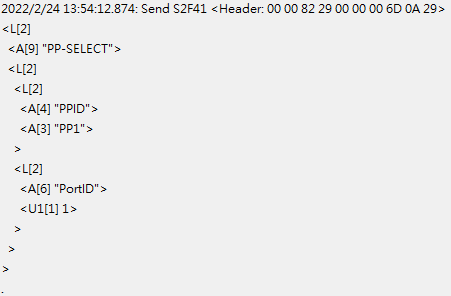 2022/2/24 13:54:12.874: Send S2F41 <Header: 00 00 82 29 00 00 00 6D 0A 29>
<L[2]
<A[9] "PP-SELECT">
<L[2]
<L[2]
<A[4] "PPID">
<A[3] "PP1">
>
<L[2]
<A[6] "PortID">
<U1[1] 1>
>
>
>
.